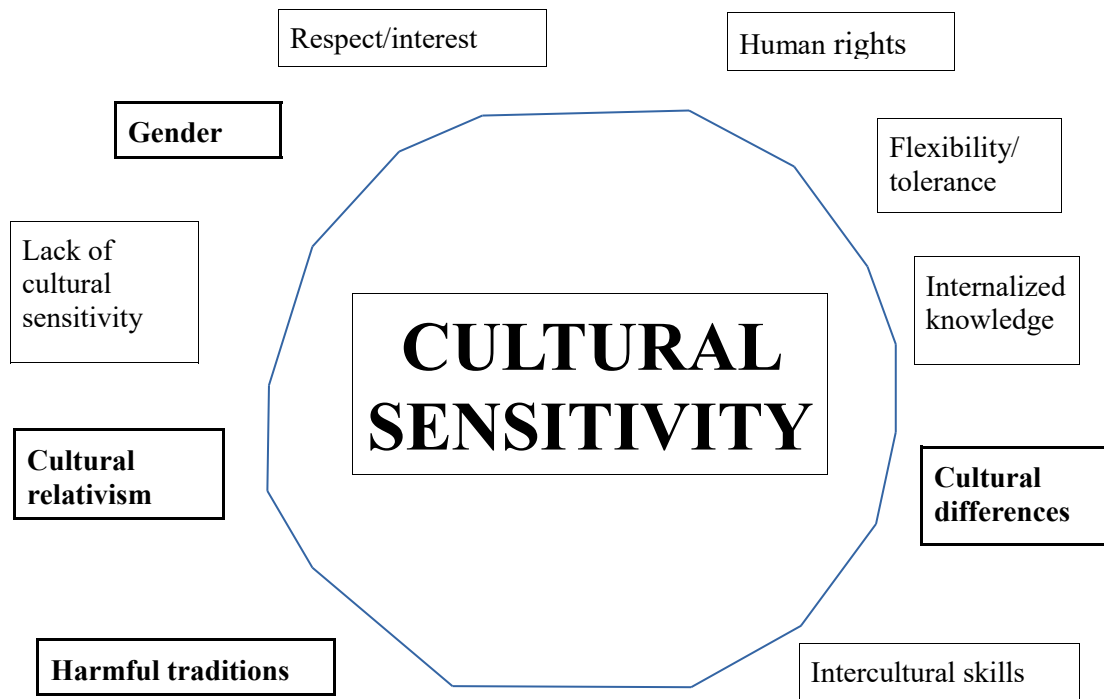 Respect/interest
Human rights
Gender
Flexibility/
tolerance
Lack of
cultural
sensitivity
Internalized
knowledge
CULTURAL
SENSITIVITY
Cultural
relativism
Cultural
differences
Harmful traditions
Intercultural skills